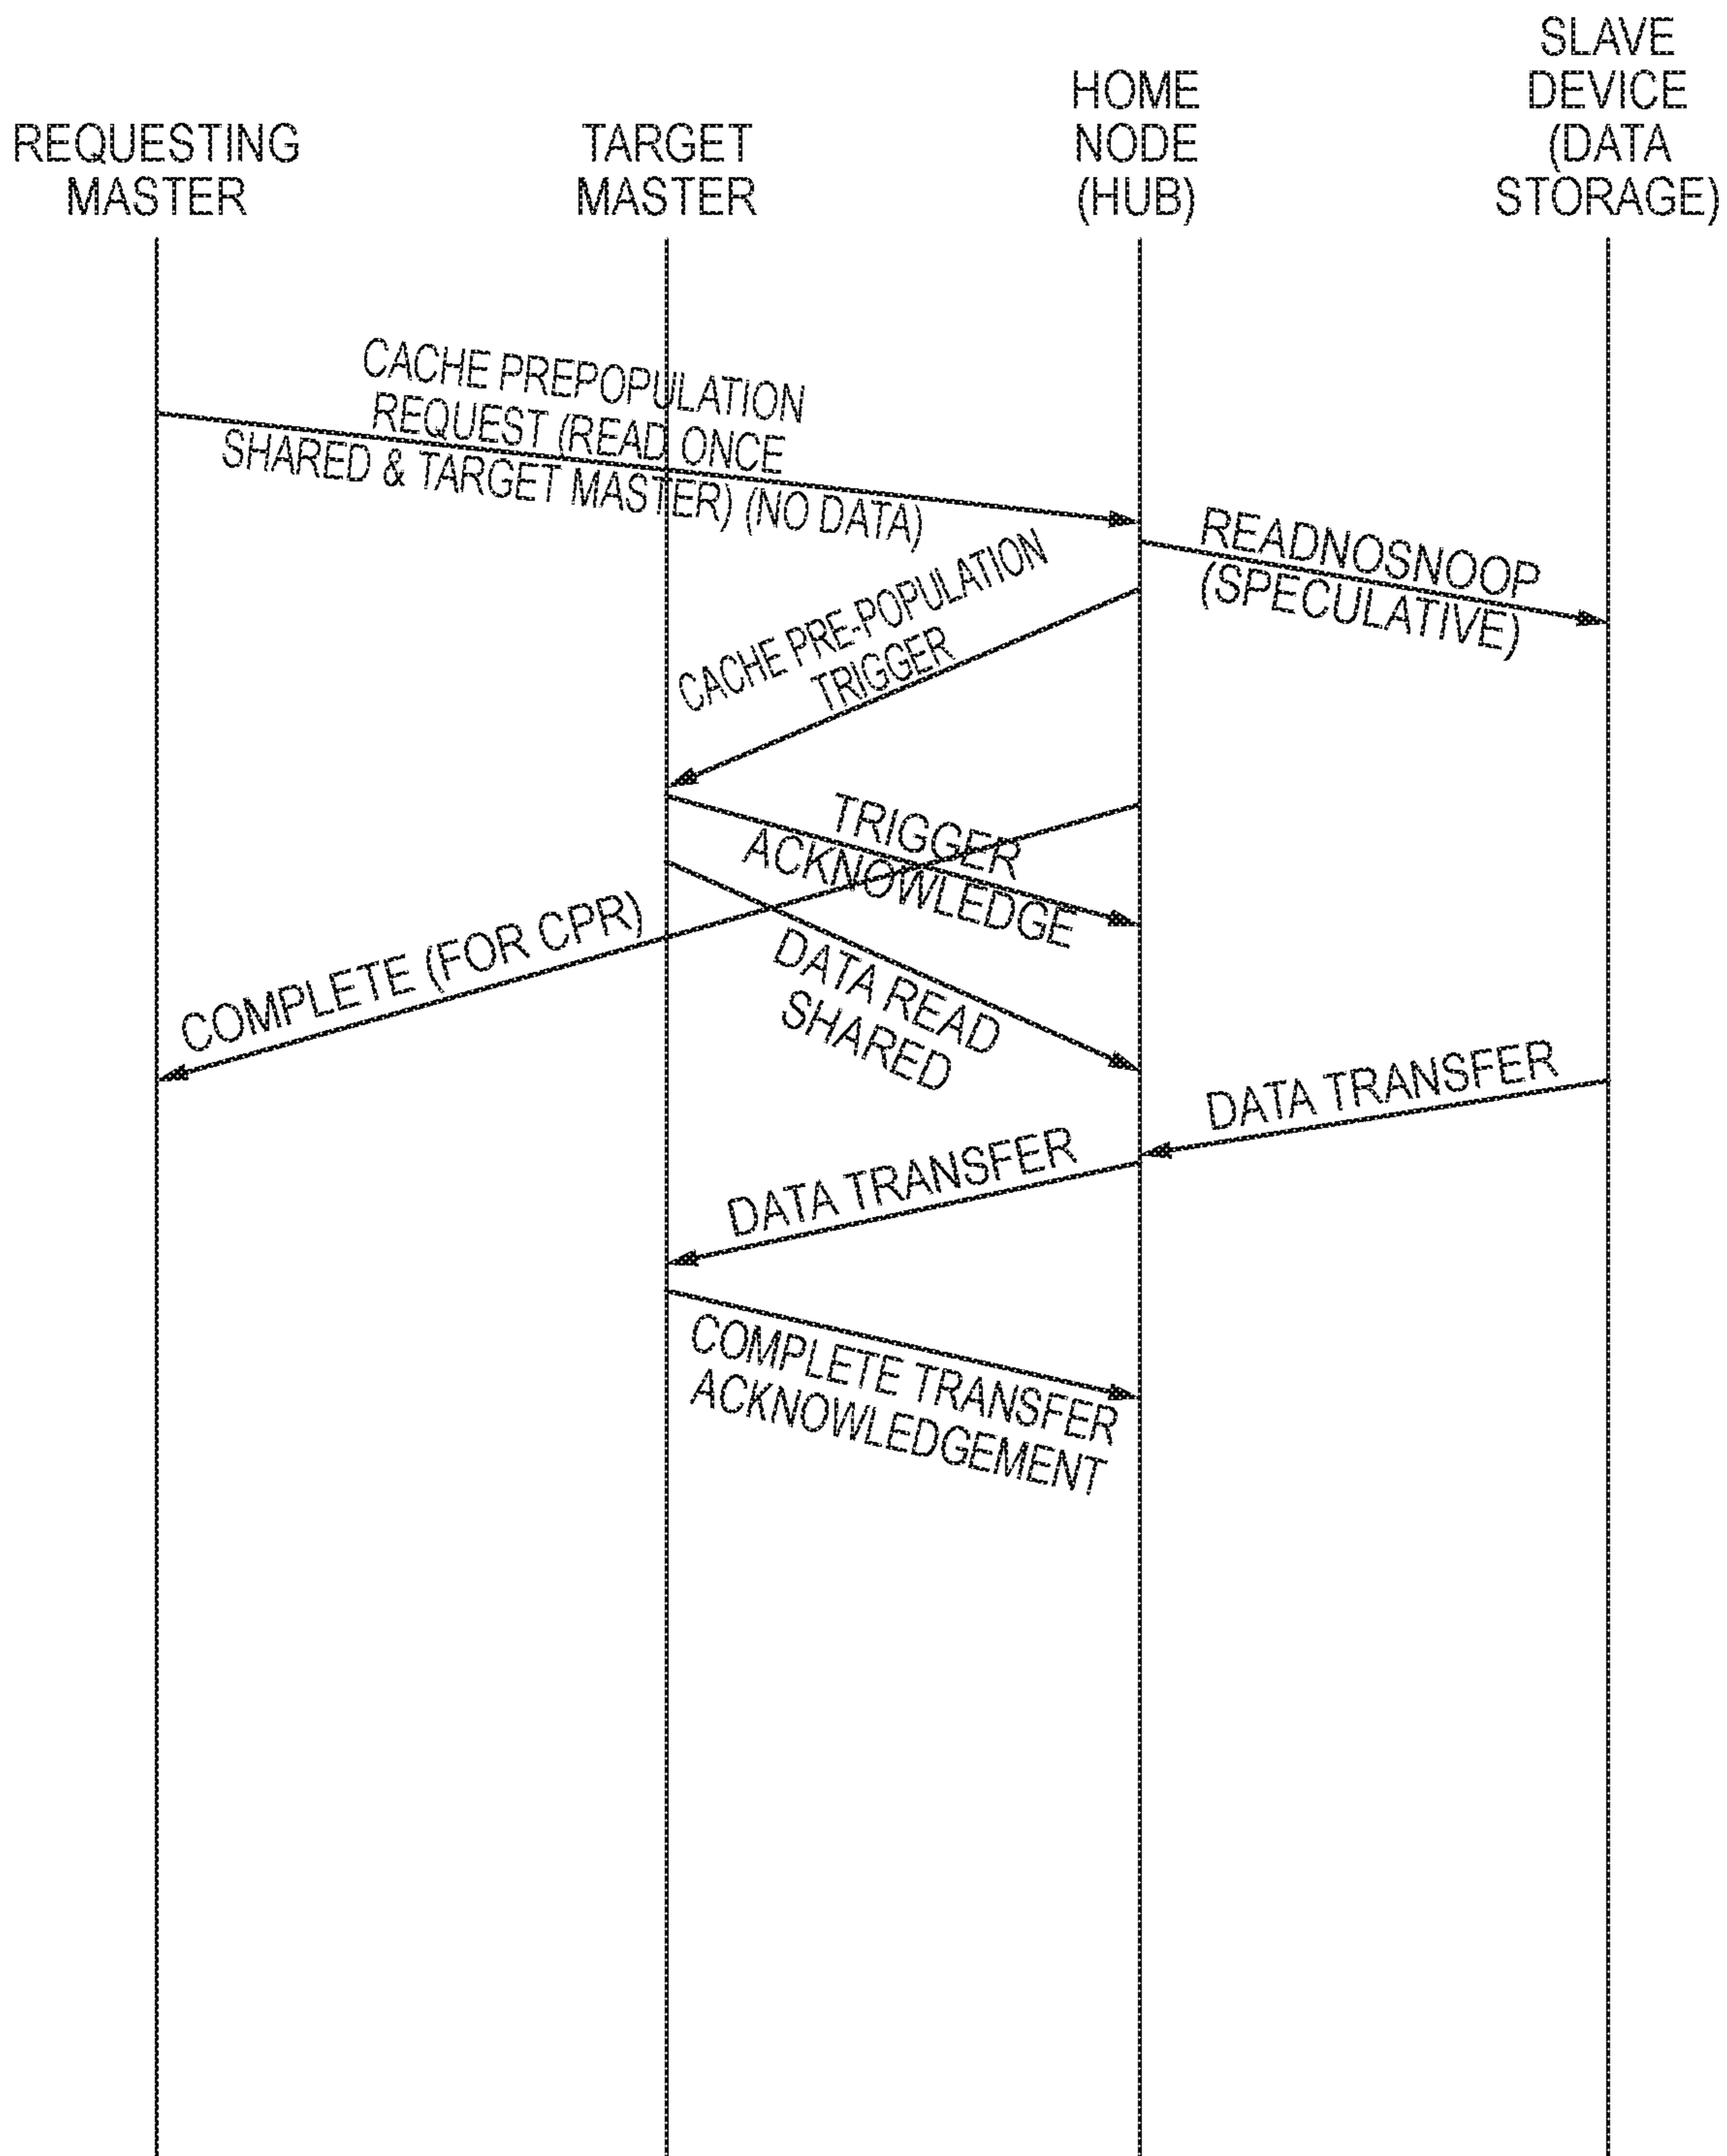 REQUESTING
MASTER
TARGET
MASTER
HOME
NODE
(HUB)
SLAVE
DEVICE
(DATA
STORAGE)
CACHE PREPOPULATION
REQUEST (READ ONCE
SHARED & TARGET MASTER) (NO DATA)
READNOSNOOP
(SPECULATIVE)
CACHE PRE-POPULATION
TRIGGER
TRIGGER
ACKNOWLEDGE
COMPLETE (FOR CPR)
DATA READ
SHARED
DATA TRANSFER
DATA TRANSFER
COMPLETE TRANSFER
ACKNOWLEDGEMENT